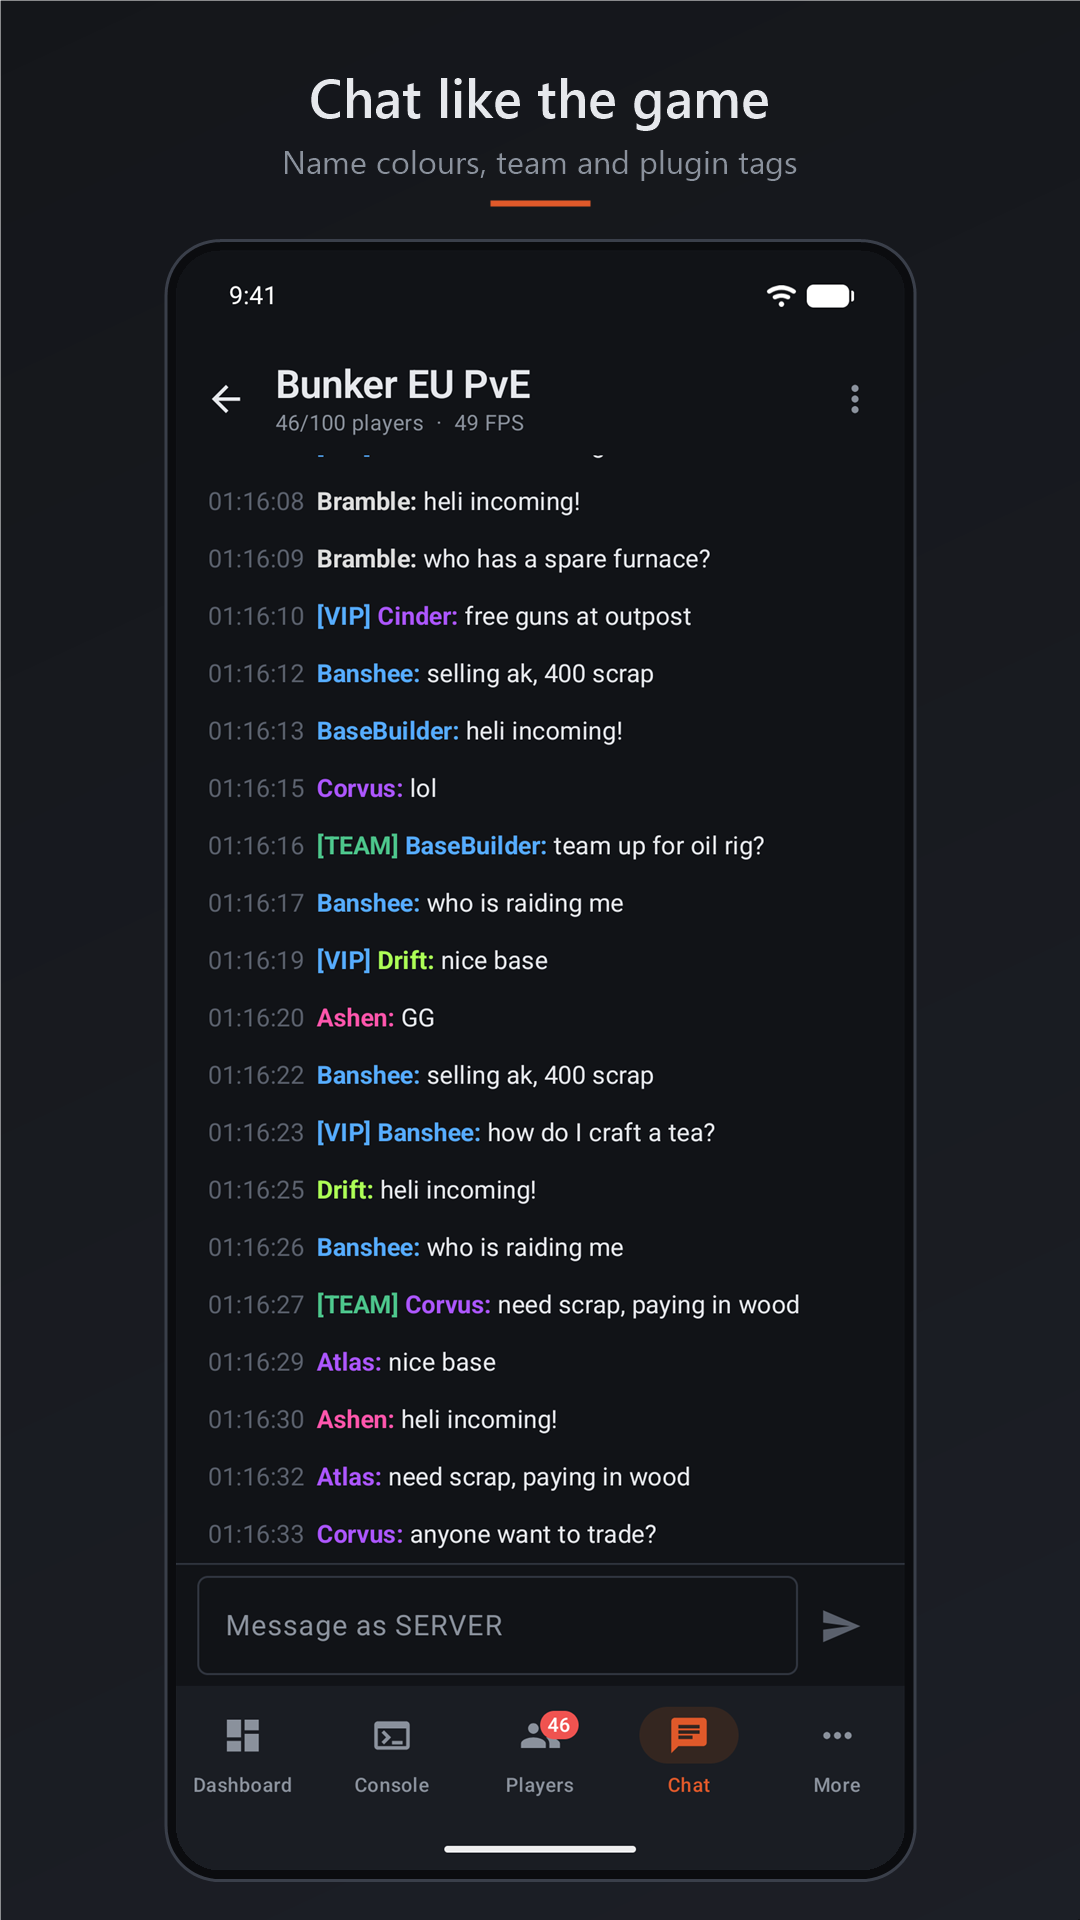 Chat like the game
Name colours, team and plugin tags
9:41
Bunker EU PvE
46/100 players · 49 FPS
01:16:08 Bramble: heli incoming!
01:16:09 Bramble: who has a spare furnace?
01:16:10 [VIP] Cinder: free guns at outpost
01:16:12 Banshee: selling ak, 400 scrap
01:16:13 BaseBuilder: heli incoming!
01:16:15 Corvus: lol
01:16:16 [TEAM] BaseBuilder: team up for oil rig?
01:16:17 Banshee: who is raiding me
01:16:19 [VIP] Drift: nice base
01:16:20 Ashen: GG
01:16:22 Banshee: selling ak, 400 scrap
01:16:23 [VIP] Banshee: how do I craft a tea?
01:16:25 Drift: heli incoming!
01:16:26 Banshee: who is raiding me
01:16:27 [TEAM] Corvus: need scrap, paying in wood
01:16:29 Atlas: nice base
01:16:30 Ashen: heli incoming!
01:16:32 Atlas: need scrap, paying in wood
01:16:33 Corvus: anyone want to trade?
Message as SERVER
46
Dashboard Console Players Chat More